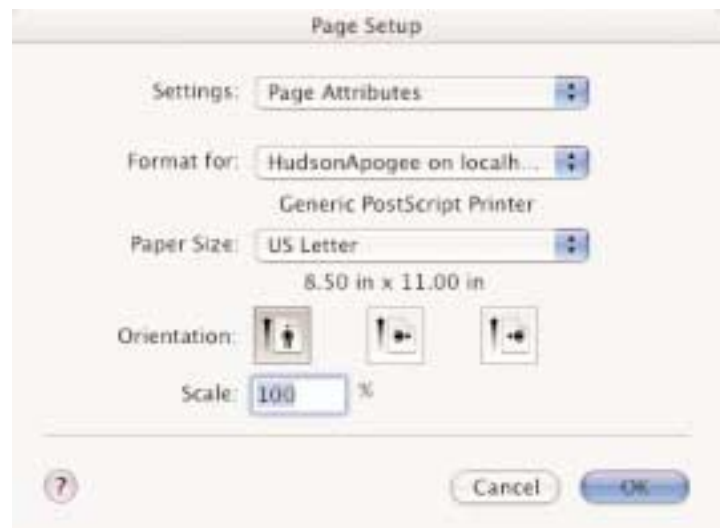 Page Setup
Settings: Page Attributes
Format for: HudsonApogee on localh...
Generic PostScript Printer
Paper Size: US Letter
8.50 in x 11.00 in
Orientation:
Scale: 100 %
? Cancel OK